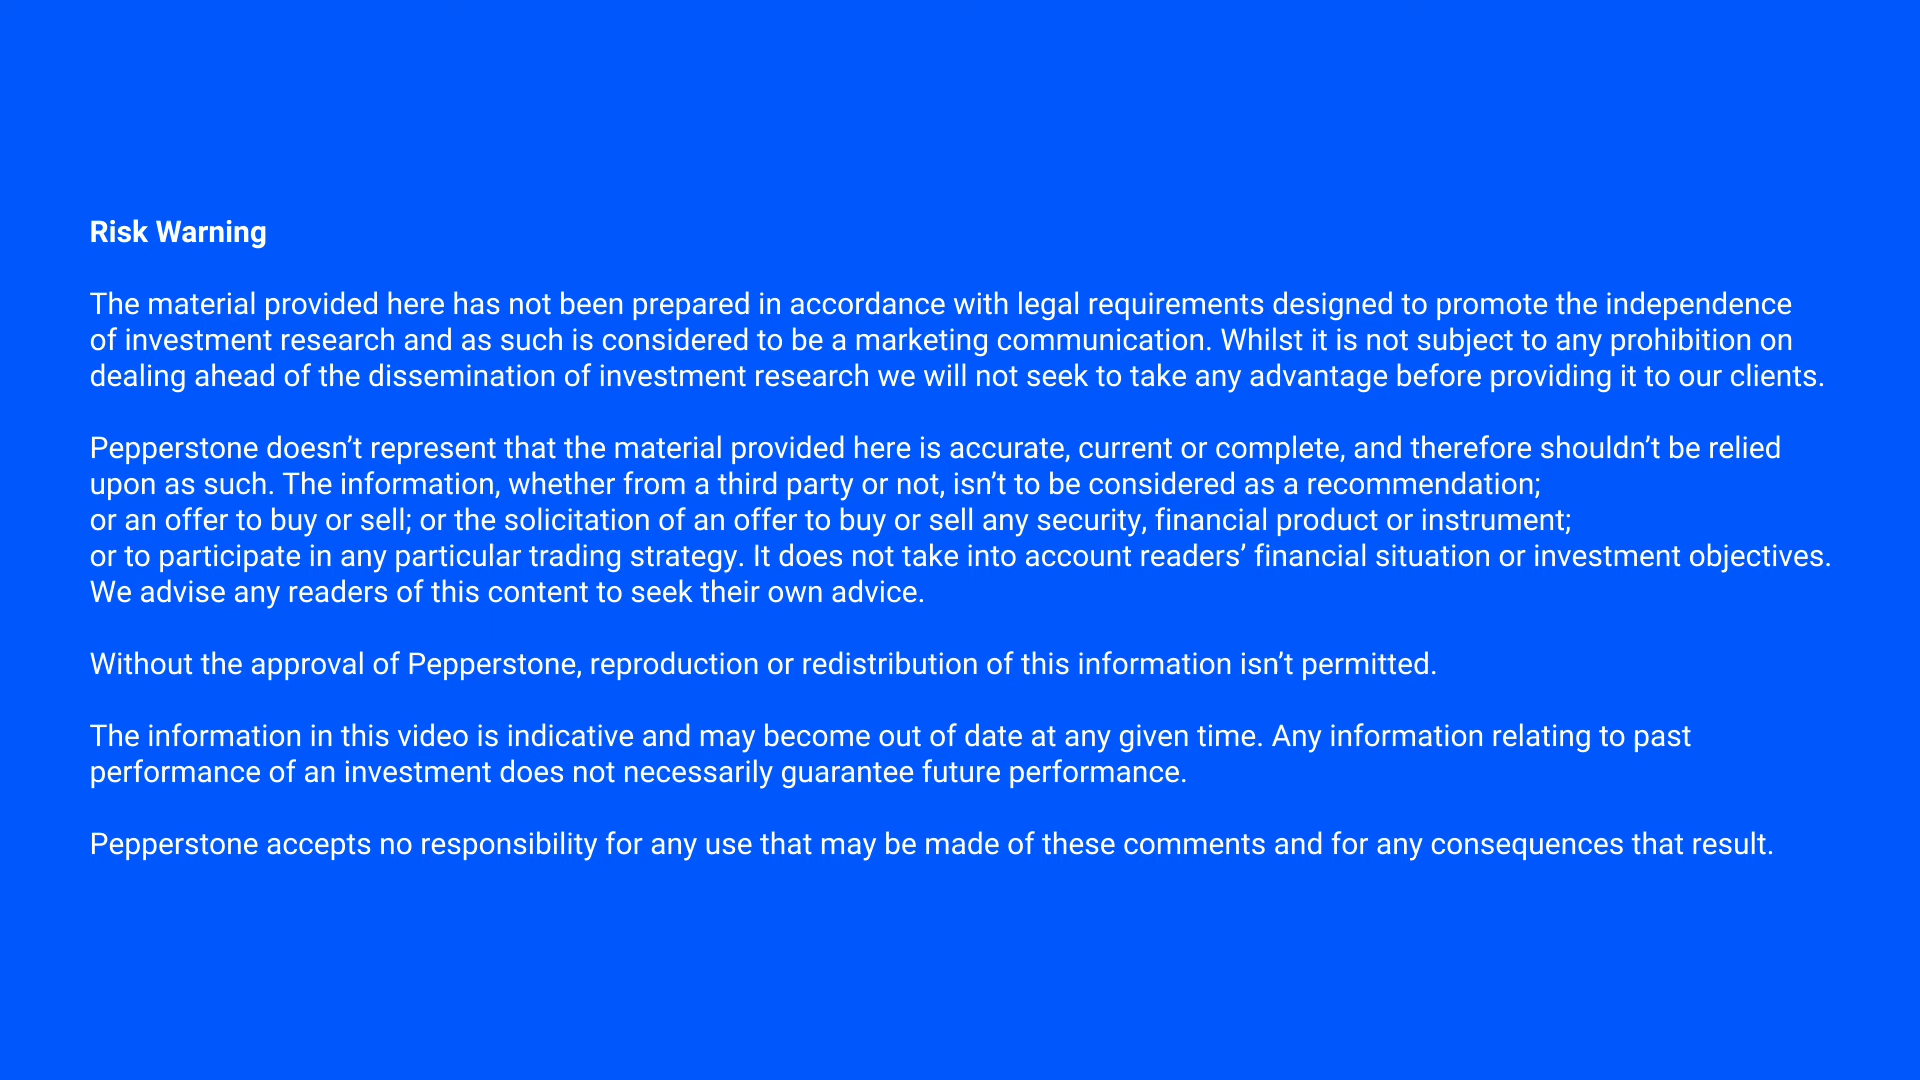 Risk Warning
The material provided here has not been prepared in accordance with legal requirements designed to promote the independence
of investment research and as such is considered to be a marketing communication. Whilst it is not subject to any prohibition on
dealing ahead of the dissemination of investment research we will not seek to take any advantage before providing it to our clients.
Pepperstone doesn’t represent that the material provided here is accurate, current or complete, and therefore shouldn’t be relied
upon as such. The information, whether from a third party or not, isn’t to be considered as a recommendation;
or an offer to buy or sell; or the solicitation of an offer to buy or sell any security, financial product or instrument;
or to participate in any particular trading strategy. It does not take into account readers’ financial situation or investment objectives.
We advise any readers of this content to seek their own advice.
Without the approval of Pepperstone, reproduction or redistribution of this information isn’t permitted.
The information in this video is indicative and may become out of date at any given time. Any information relating to past
performance of an investment does not necessarily guarantee future performance.
Pepperstone accepts no responsibility for any use that may be made of these comments and for any consequences that result.